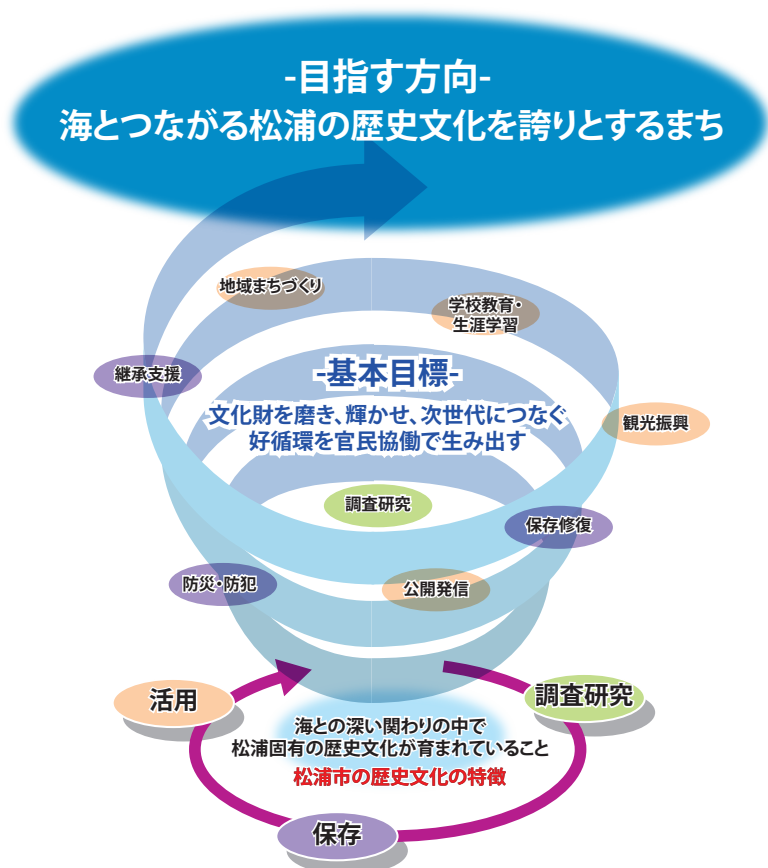 -目指す方向-
海とつながる松浦の歴史文化を誇りとするまち
地域まちづくり
学校教育・
生涯学習
継承支援
-基本目標-
文化財を磨き、輝かせ、次世代につなぐ
好循環を官民協働で生み出す
観光振興
調査研究
保存修復
防災・防犯
公開発信
活用
調査研究
海との深い関わりの中で
松浦固有の歴史文化が育まれていること
松浦市の歴史文化の特徴
保存